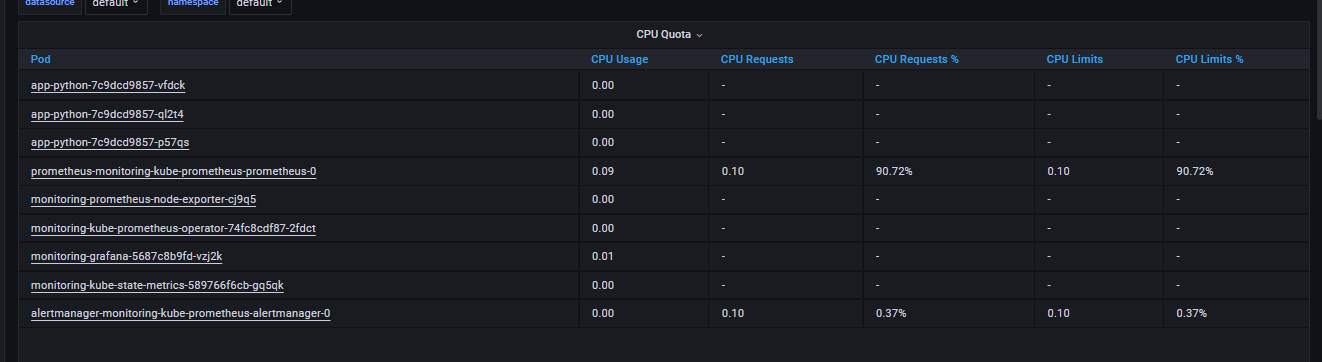 datasource default namespace default
CPU Quota
Pod CPU Usage CPU Requests CPU Requests % CPU Limits CPU Limits %
app-python-7c9dcd9857-vfdck 0.00 - - - -
app-python-7c9dcd9857-ql2t4 0.00 - - - -
app-python-7c9dcd9857-p57qs 0.00 - - - -
prometheus-monitoring-kube-prometheus-prometheus-0 0.09 0.10 90.72% 0.10 90.72%
monitoring-prometheus-node-exporter-cj9q5 0.00 - - - -
monitoring-kube-prometheus-operator-74fc8cdf87-2fdct 0.00 - - - -
monitoring-grafana-5687c8b9fd-vzj2k 0.01 - - - -
monitoring-kube-state-metrics-589766f6cb-gq5qk 0.00 - - - -
alertmanager-monitoring-kube-prometheus-alertmanager-0 0.00 0.10 0.37% 0.10 0.37%